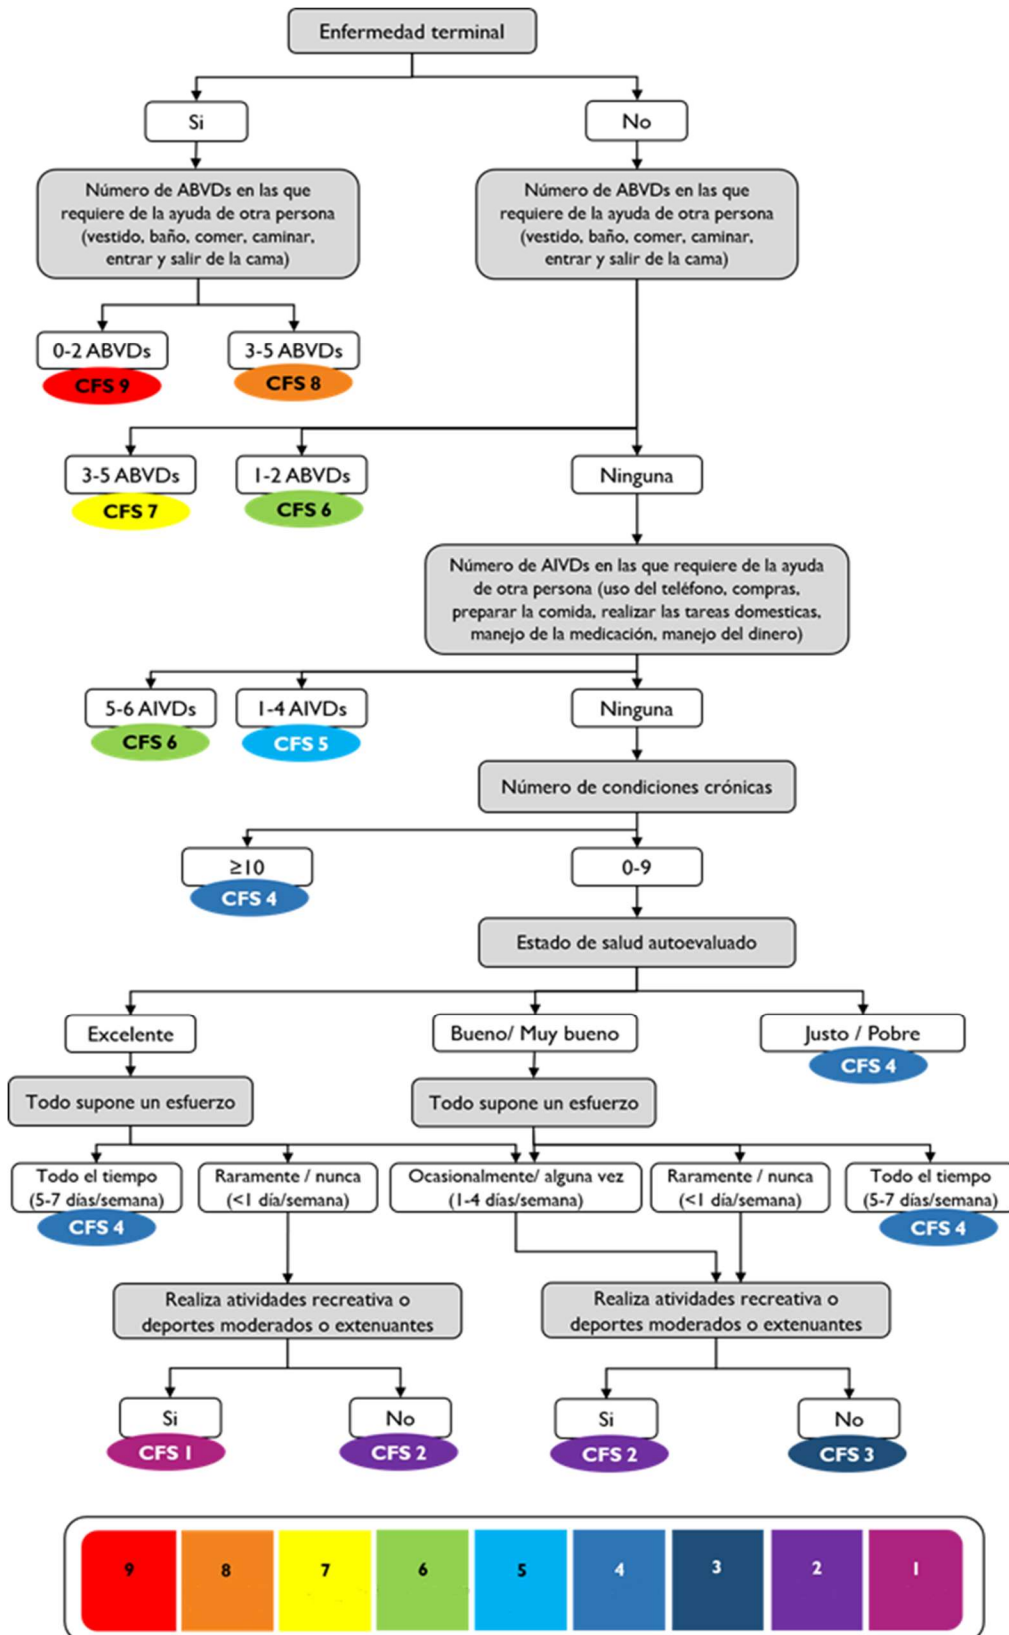 Enfermedad terminal
Si
No
Número de ABVDs en las que
requiere de la ayuda de otra persona
(vestido, baño, comer, caminar,
entrar y salir de la cama)
Número de ABVDs en las que
requiere de la ayuda de otra persona
(vestido, baño, comer, caminar,
entrar y salir de la cama)
0-2 ABVDs
CFS 9
3-5 ABVDs
CFS 8
3-5 ABVDs
CFS 7
1-2 ABVDs
CFS 6
Ninguna
Número de AIVDs en las que requiere de la ayuda
de otra persona (uso del teléfono, compras,
preparar la comida, realizar las tareas domesticas,
manejo de la medicación, manejo del dinero)
5-6 AIVDs
CFS 6
1-4 AIVDs
CFS 5
Ninguna
Número de condiciones crónicas
≥10
CFS 4
0-9
Estado de salud autoevaluado
Excelente
Bueno/ Muy bueno
Justo / Pobre
CFS 4
Todo supone un esfuerzo
Todo supone un esfuerzo
Todo el tiempo
(5-7 días/semana)
CFS 4
Raramente / nunca
(<1 día/semana)
Ocasionalmente/ alguna vez
(1-4 días/semana)
Raramente / nunca
(<1 día/semana)
Todo el tiempo
(5-7 días/semana)
CFS 4
Realiza atividades recreativa o
deportes moderados o extenuantes
Realiza atividades recreativa o
deportes moderados o extenuantes
Si
CFS 1
No
CFS 2
Si
CFS 2
No
CFS 3
9 8 7 6 5 4 3 2 1